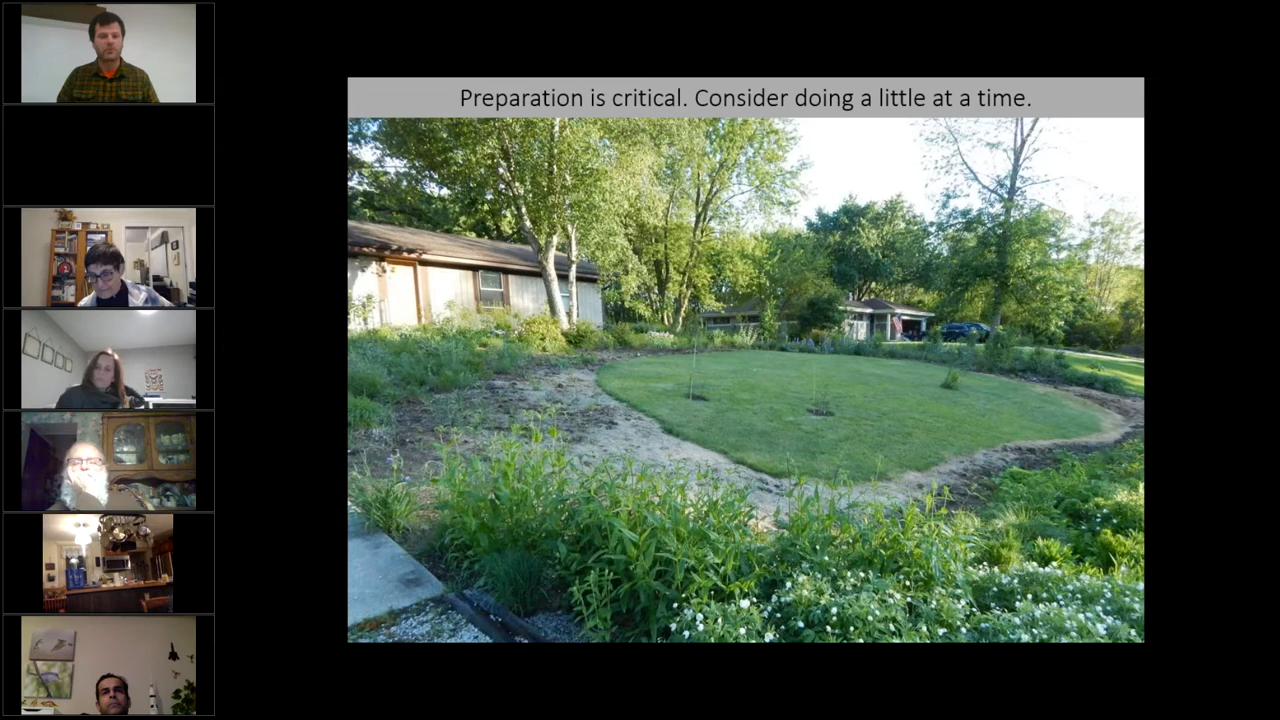 Preparation is critical. Consider doing a little at a time.